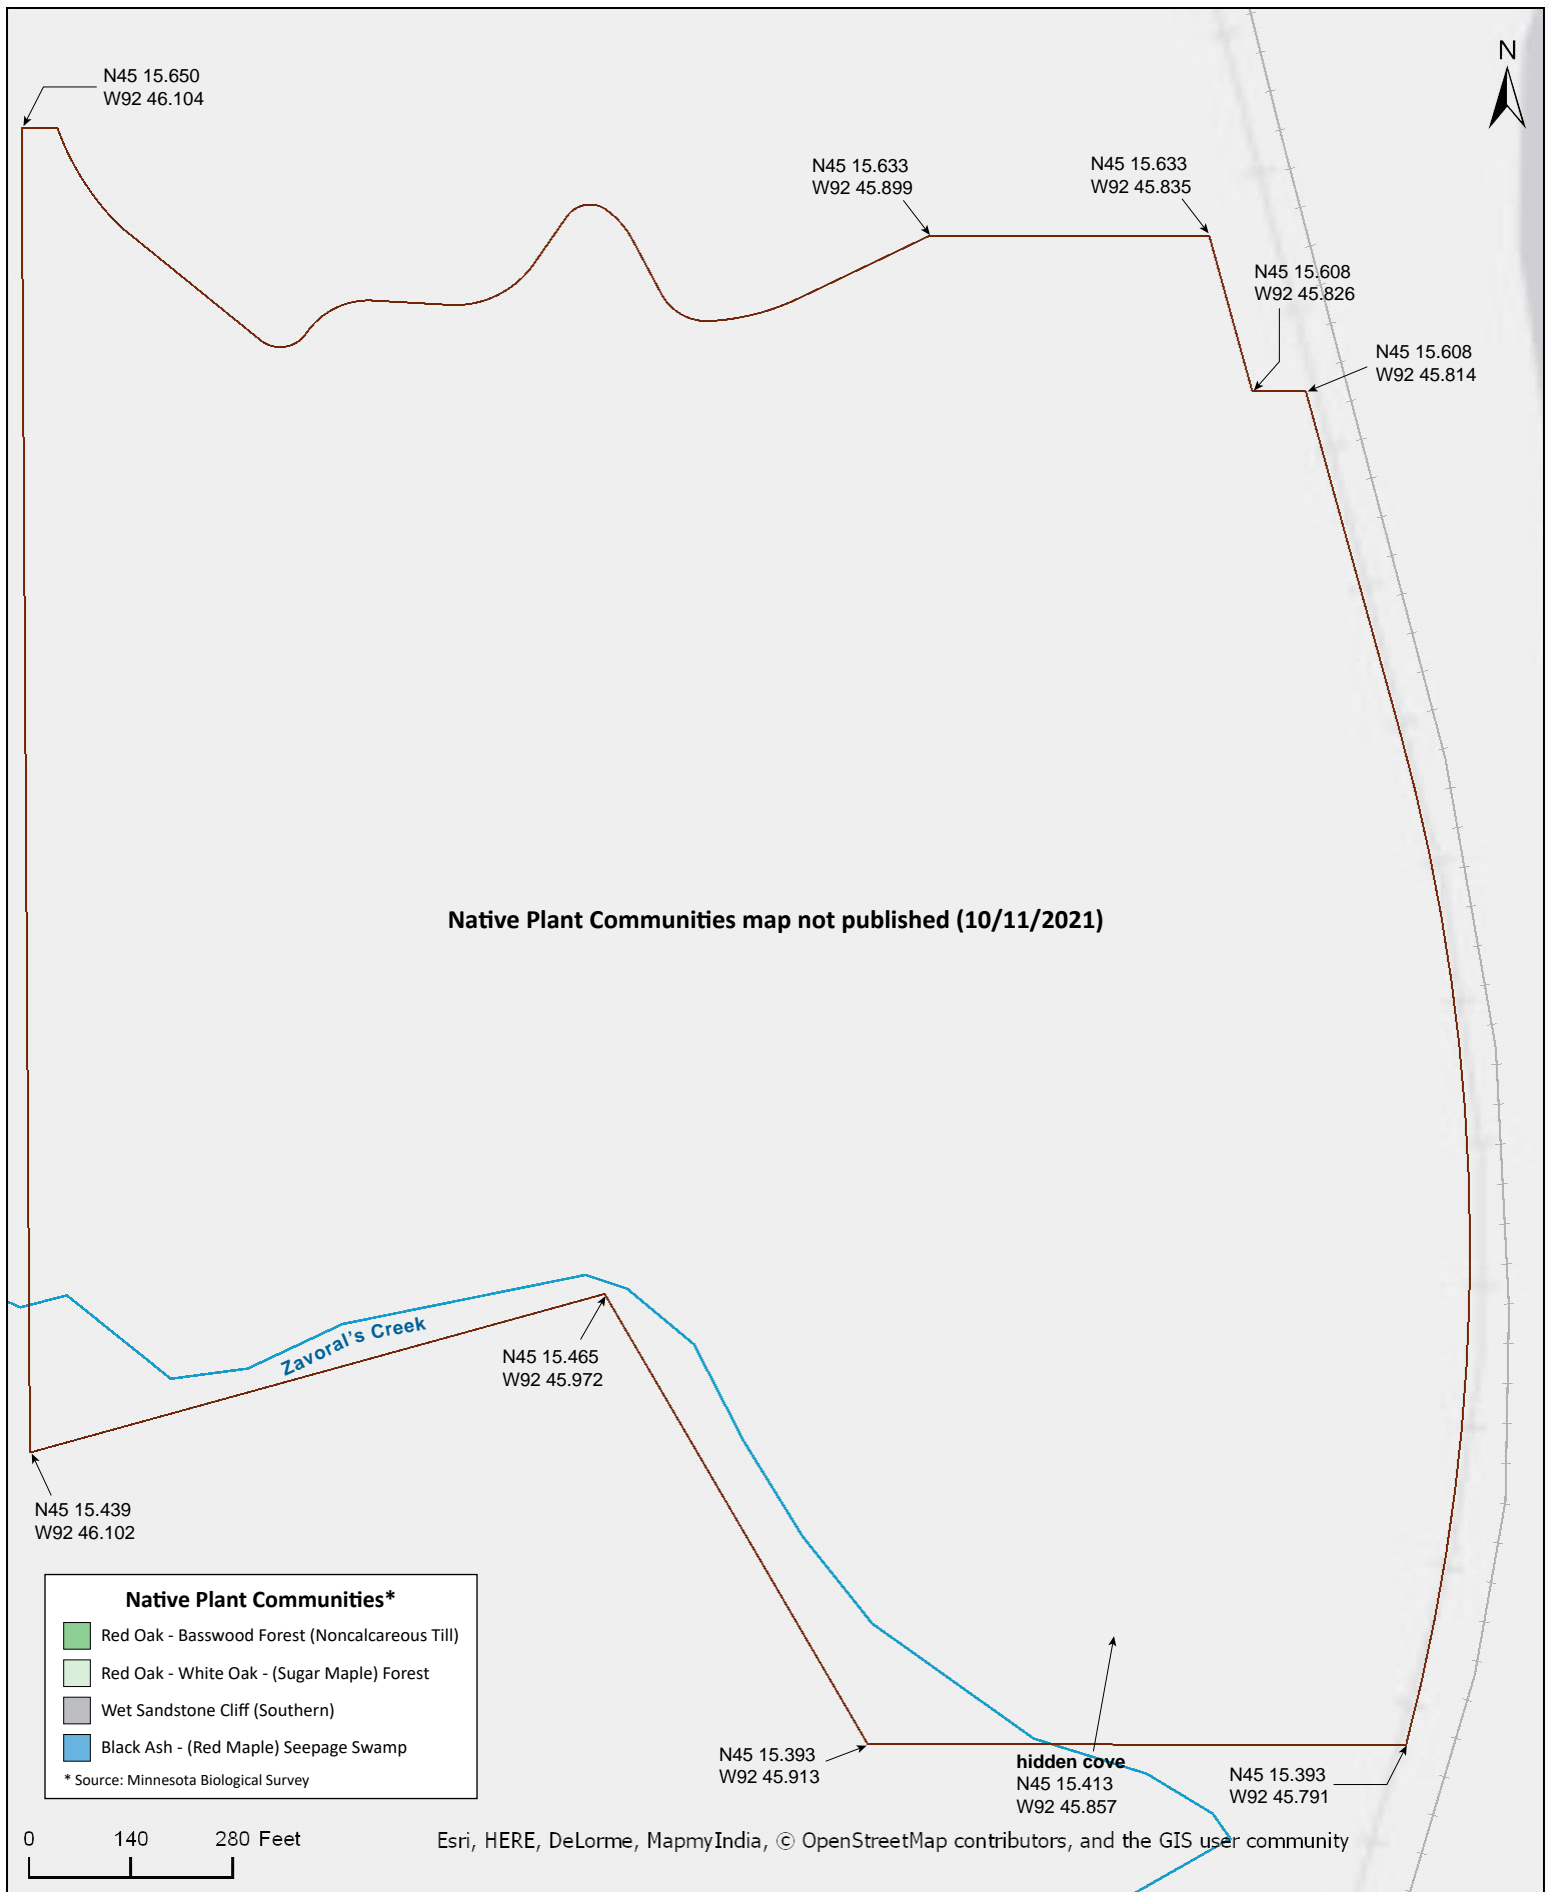 N
N45 15.650
W92 46.104
N45 15.633
W92 45.899
N45 15.633
W92 45.835
N45 15.608
W92 45.826
N45 15.608
W92 45.814
Native Plant Communities map not published (10/11/2021)
Zavoral's Creek
N45 15.465
W92 45.972
N45 15.439
W92 46.102
N45 15.393
W92 45.913
hidden cove
N45 15.413
W92 45.857
N45 15.393
W92 45.791
Native Plant Communities*
Red Oak - Basswood Forest (Noncalcareous Till)
Red Oak - White Oak - (Sugar Maple) Forest
Wet Sandstone Cliff (Southern)
Black Ash - (Red Maple) Seepage Swamp
* Source: Minnesota Biological Survey
0 140 280 Feet
Esri, HERE, DeLorme, MapmyIndia, © OpenStreetMap contributors, and the GIS user community